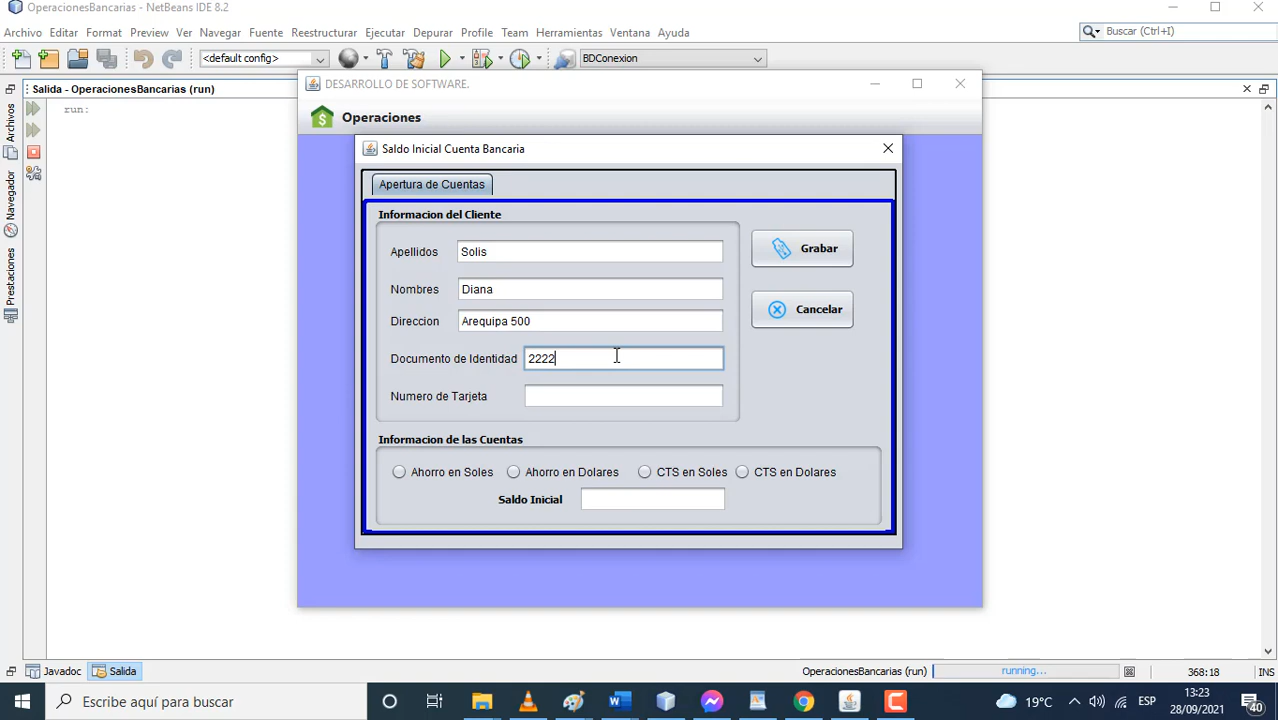 OperacionesBancarias - NetBeans IDE 8.2
Archivo Editar Format Preview Ver Navegar Fuente Reestructurar Ejecutar Depurar Profile Team Herramientas Ventana Ayuda
Buscar (Ctrl+I)
<default config>
BDConexion
Salida - OperacionesBancarias (run)
run:
Archivos
Navegador
Prestaciones
DESARROLLO DE SOFTWARE.
Operaciones
Saldo Inicial Cuenta Bancaria
Apertura de Cuentas
Informacion del Cliente
Apellidos Solis
Grabar
Nombres Diana
Cancelar
Direccion Arequipa 500
Documento de Identidad 2222
Numero de Tarjeta
Informacion de las Cuentas
Ahorro en Soles Ahorro en Dolares CTS en Soles CTS en Dolares
Saldo Inicial
Javadoc Salida
OperacionesBancarias (run) running... 368:18 INS
Escribe aquí para buscar
19°C
ESP
13:23
28/09/2021
40